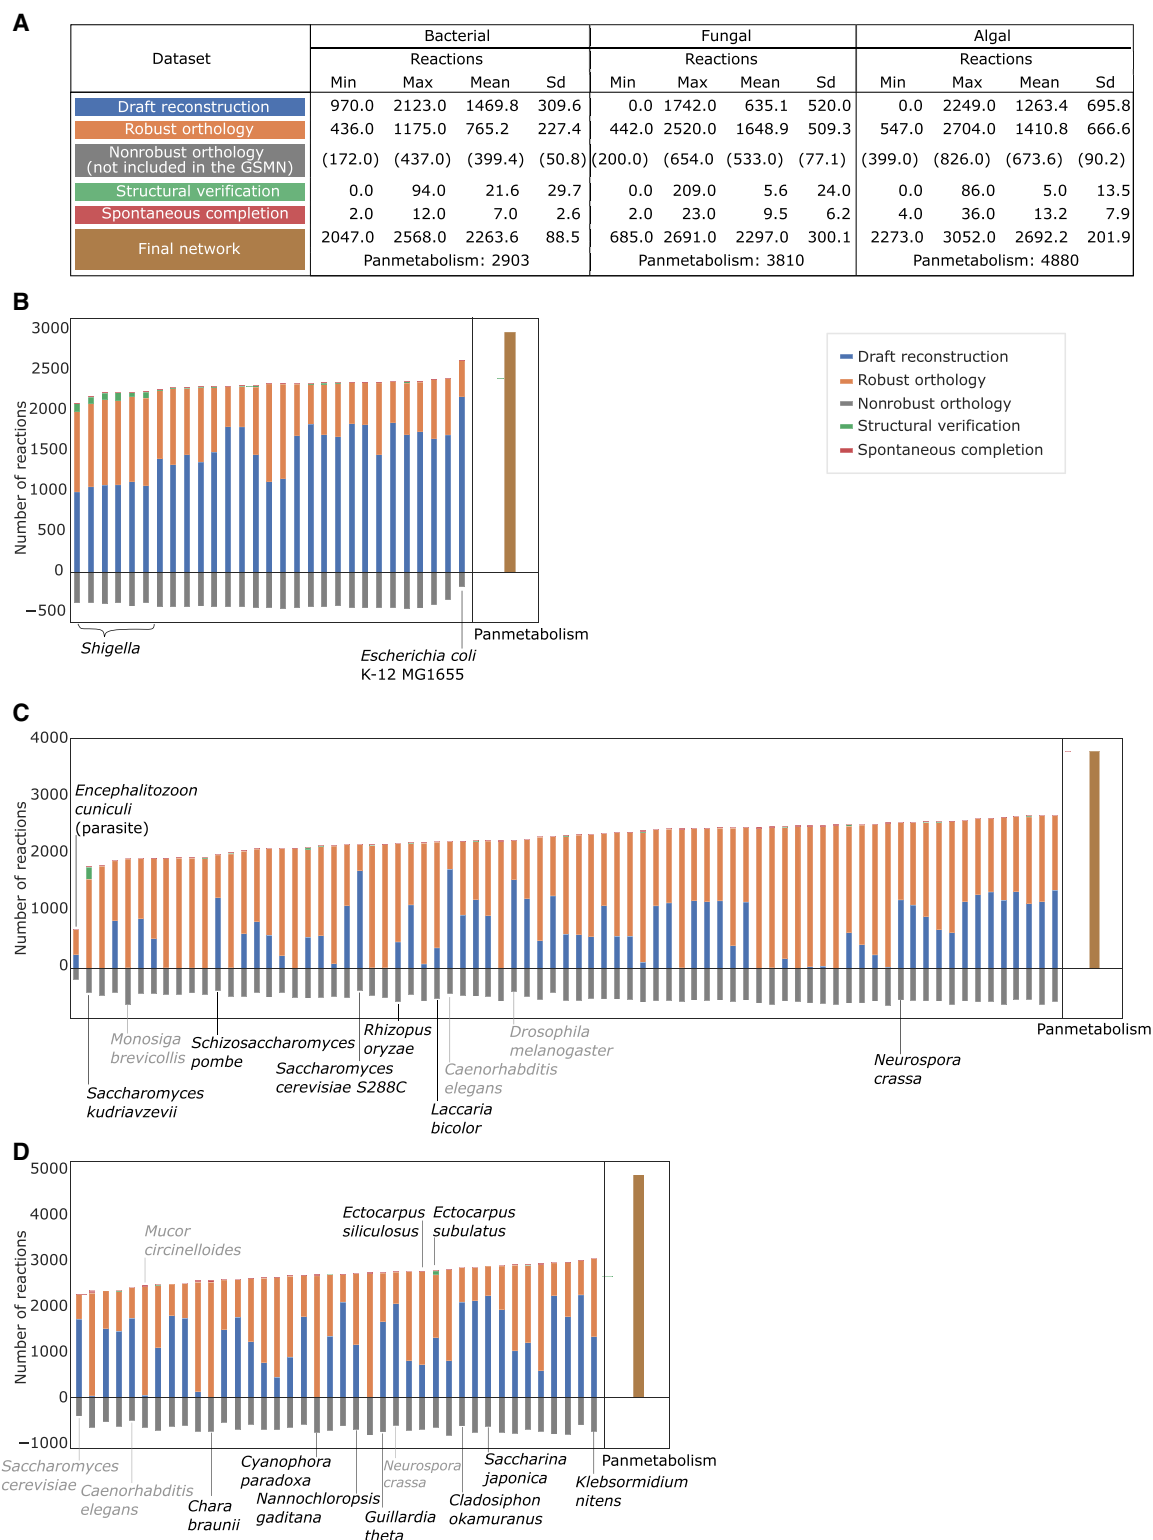 A
Dataset Bacterial Fungal Algal
Reactions Reactions Reactions
Min Max Mean Sd Min Max Mean Sd Min Max Mean Sd
Draft reconstruction 970.0 2123.0 1469.8 309.6 0.0 1742.0 635.1 520.0 0.0 2249.0 1263.4 695.8
Robust orthology 436.0 1175.0 765.2 227.4 442.0 2520.0 1648.9 509.3 547.0 2704.0 1410.8 666.6
Nonrobust orthology
(not included in the GSMN) (172.0) (437.0) (399.4) (50.8) (200.0) (654.0) (533.0) (77.1) (399.0) (826.0) (673.6) (90.2)
Structural verification 0.0 94.0 21.6 29.7 0.0 209.0 5.6 24.0 0.0 86.0 5.0 13.5
Spontaneous completion 2.0 12.0 7.0 2.6 2.0 23.0 9.5 6.2 4.0 36.0 13.2 7.9
Final network 2047.0 2568.0 2263.6 88.5 685.0 2691.0 2297.0 300.1 2273.0 3052.0 2692.2 201.9
Panmetabolism: 2903 Panmetabolism: 3810 Panmetabolism: 4880
B
Number of reactions
3000
2500
2000
1500
1000
500
0
−500
Shigella
Escherichia coli
K-12 MG1655
Panmetabolism
Draft reconstruction
Robust orthology
Nonrobust orthology
Structural verification
Spontaneous completion
C
Number of reactions
4000
3000
2000
1000
0
Encephalitozoon
cuniculi
(parasite)
Monosiga
brevicollis
Saccharomyces
kudriavzevii
Schizosaccharomyces
pombe
Saccharomyces
cerevisiae S288C
Rhizopus
oryzae
Laccaria
bicolor
Caenorhabditis
elegans
Drosophila
melanogaster
Neurospora
crassa
Panmetabolism
D
Number of reactions
5000
4000
3000
2000
1000
0
−1000
Mucor
circinelloides
Ectocarpus
siliculosus
Ectocarpus
subulatus
Saccharomyces
cerevisiae
Caenorhabditis
elegans
Chara
braunii
Cyanophora
paradoxa
Nannochloropsis
gaditana
Guillardia
theta
Neurospora
crassa
Cladosiphon
okamuranus
Saccharina
japonica
Klebsormidium
nitens
Panmetabolism